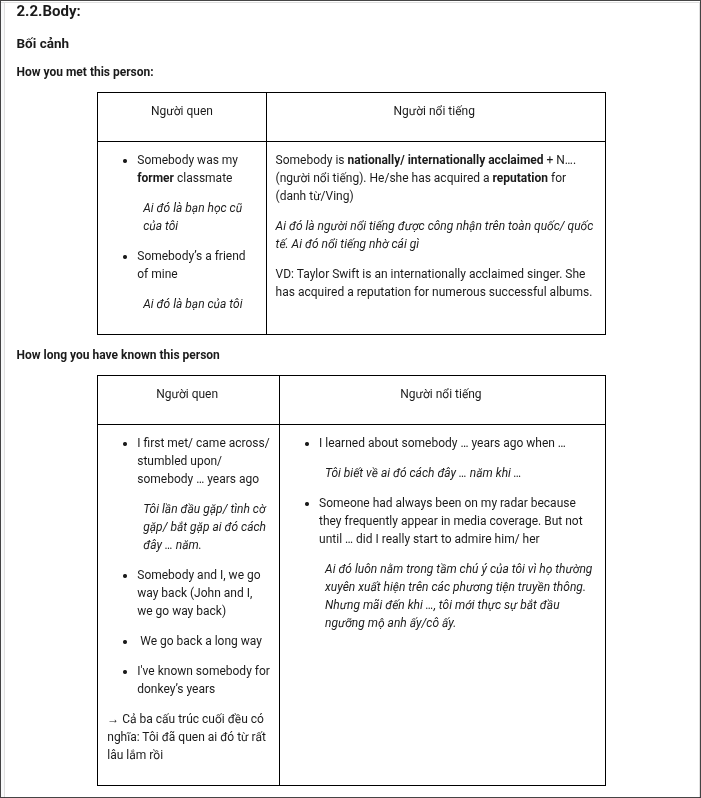 2.2.Body:
Bối cảnh
How you met this person:
Người quen
Người nổi tiếng
Somebody was my
former classmate
Ai đó là bạn học cũ
của tôi
Somebody's a friend
of mine
Ai đó là bạn của tôi
Somebody is nationally/ internationally acclaimed + N....
(người nổi tiếng). He/she has acquired a reputation for
(danh từ/Ving)
Ai đó là người nổi tiếng được công nhận trên toàn quốc/ quốc
tế. Ai đó nổi tiếng nhờ cái gì
VD: Taylor Swift is an internationally acclaimed singer. She
has acquired a reputation for numerous successful albums.
How long you have known this person
Người quen
Người nổi tiếng
I first met/ came across/
stumbled upon/
somebody … years ago
Tôi lần đầu gặp/ tình cờ
gặp/ bắt gặp ai đó cách
đây … năm.
Somebody and I, we go
way back (John and I,
we go way back)
We go back a long way
I've known somebody for
donkey's years
→ Cả ba cấu trúc cuối đều có
nghĩa: Tôi đã quen ai đó từ rất
lâu lắm rồi
I learned about somebody … years ago when …
Tôi biết về ai đó cách đây … năm khi …
Someone had always been on my radar because
they frequently appear in media coverage. But not
until … did I really start to admire him/ her
Ai đó luôn nằm trong tầm chú ý của tôi vì họ thường
xuyên xuất hiện trên các phương tiện truyền thông.
Nhưng mãi đến khi …, tôi mới thực sự bắt đầu
ngưỡng mộ anh ấy/cô ấy.